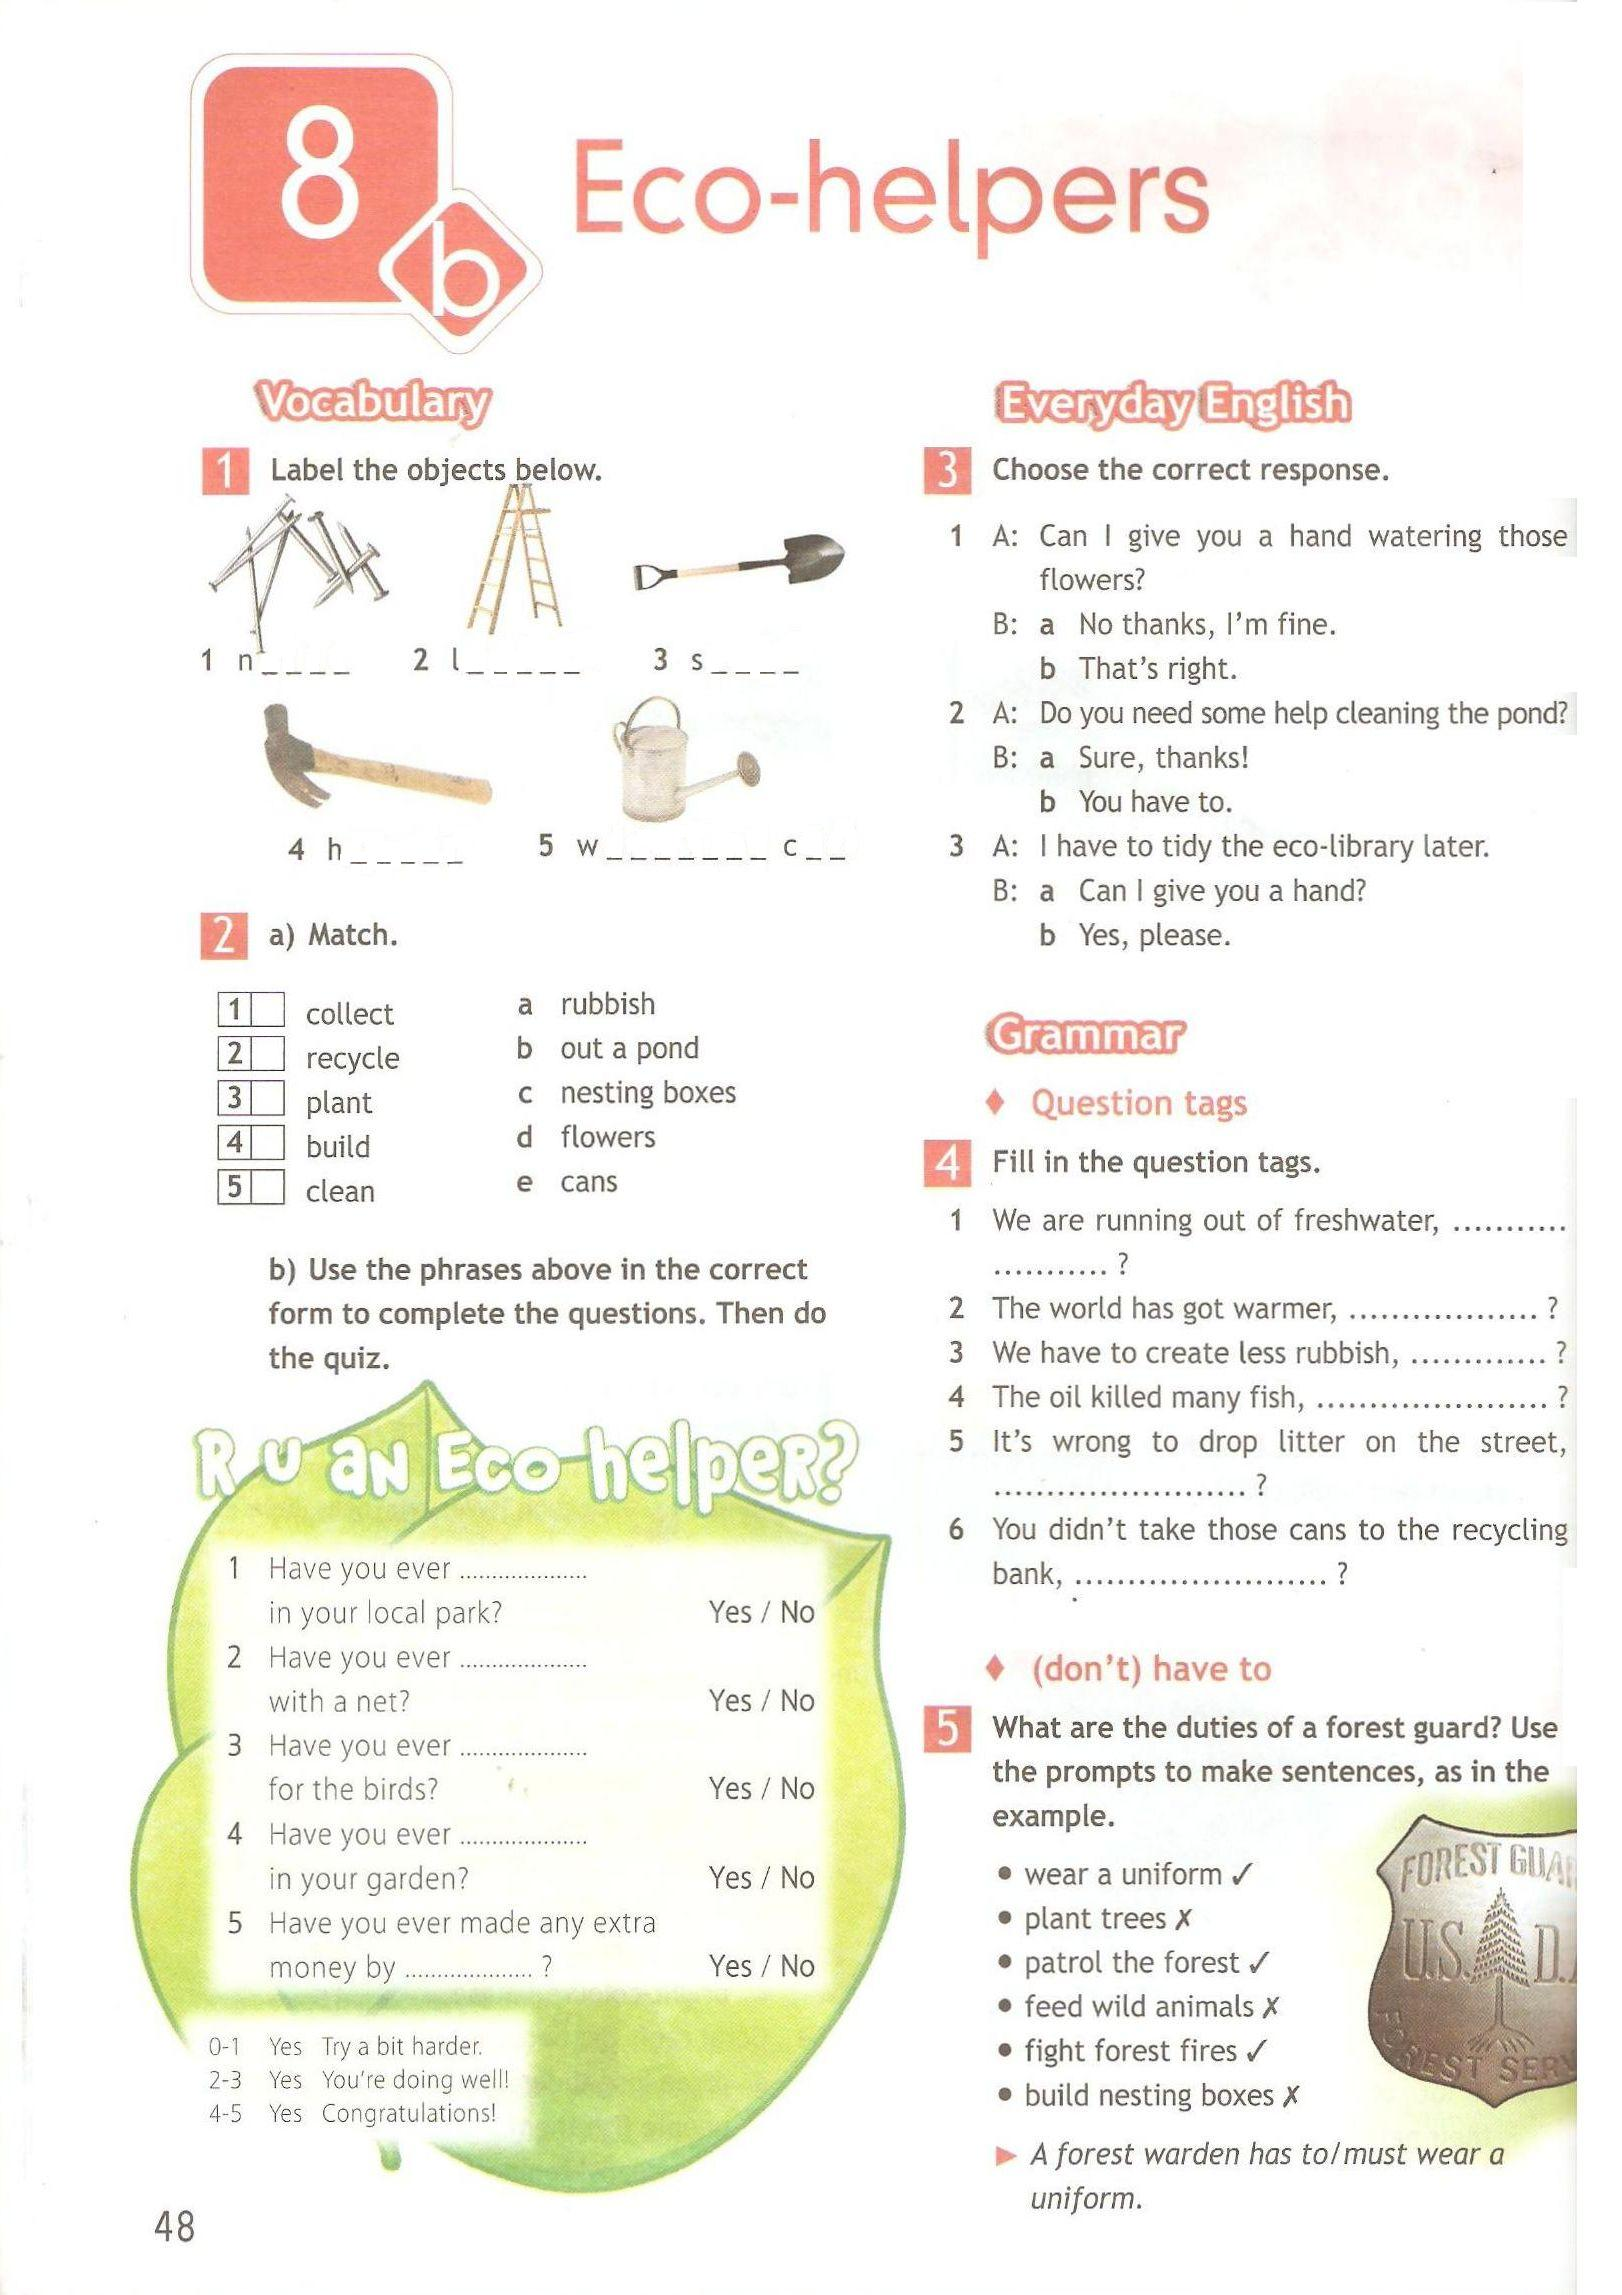 8
b
Eco-helpers
Vocabulary
1 Label the objects below.
1 n_ _ _ _
2 l_ _ _ _ _
3 s_ _ _ _
4 h_ _ _ _ _
5 w_ _ _ _ _ _ _ c_ _
2 a) Match.
1 collect
2 recycle
3 plant
4 build
5 clean
a rubbish
b out a pond
c nesting boxes
d flowers
e cans
b) Use the phrases above in the correct
form to complete the questions. Then do
the quiz.
R U AN Eco-helpeR?
1 Have you ever ....................
in your local park? Yes / No
2 Have you ever ....................
with a net? Yes / No
3 Have you ever ....................
for the birds? Yes / No
4 Have you ever ....................
in your garden? Yes / No
5 Have you ever made any extra
money by .................... ? Yes / No
0-1 Yes Try a bit harder.
2-3 Yes You're doing well!
4-5 Yes Congratulations!
48
Everyday English
3 Choose the correct response.
1 A: Can I give you a hand watering those
flowers?
B: a No thanks, I'm fine.
b That's right.
2 A: Do you need some help cleaning the pond?
B: a Sure, thanks!
b You have to.
3 A: I have to tidy the eco-library later.
B: a Can I give you a hand?
b Yes, please.
Grammar
♦ Question tags
4 Fill in the question tags.
1 We are running out of freshwater, ...........
........... ?
2 The world has got warmer, .................. ?
3 We have to create less rubbish, ............. ?
4 The oil killed many fish, ...................... ?
5 It's wrong to drop litter on the street,
........................ ?
6 You didn't take those cans to the recycling
bank, ........................ ?
♦ (don't) have to
5 What are the duties of a forest guard? Use
the prompts to make sentences, as in the
example.
• wear a uniform ✓
• plant trees ✗
• patrol the forest ✓
• feed wild animals ✗
• fight forest fires ✓
• build nesting boxes ✗
FOREST GUA
U.S. D.
FOREST SERV
► A forest warden has to/must wear a
uniform.